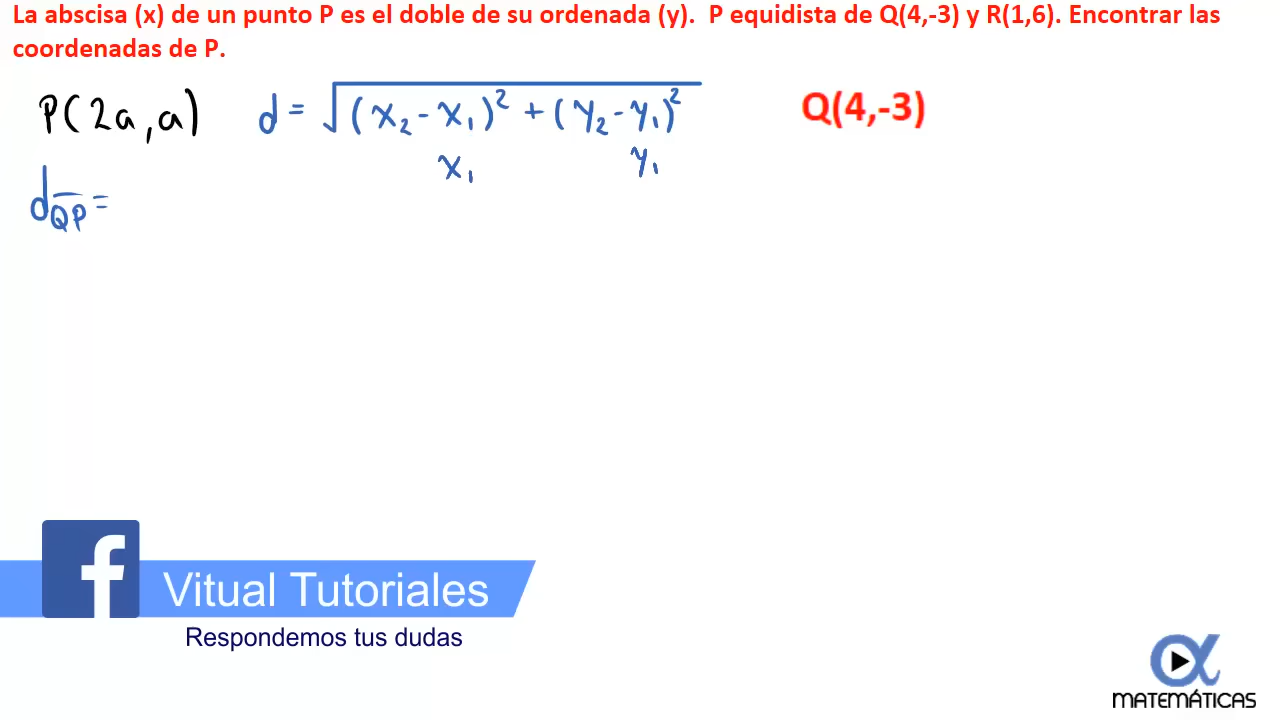 La abscisa (x) de un punto P es el doble de su ordenada (y). P equidista de Q(4,-3) y R(1,6). Encontrar las
coordenadas de P.
P(2a, a) d = √((x₂ - x₁)² + (y₂ - y₁)²) Q(4,-3)
x₁ y₁
d_Q̅P̅ =
f
Vitual Tutoriales
Respondemos tus dudas
MATEMÁTICAS